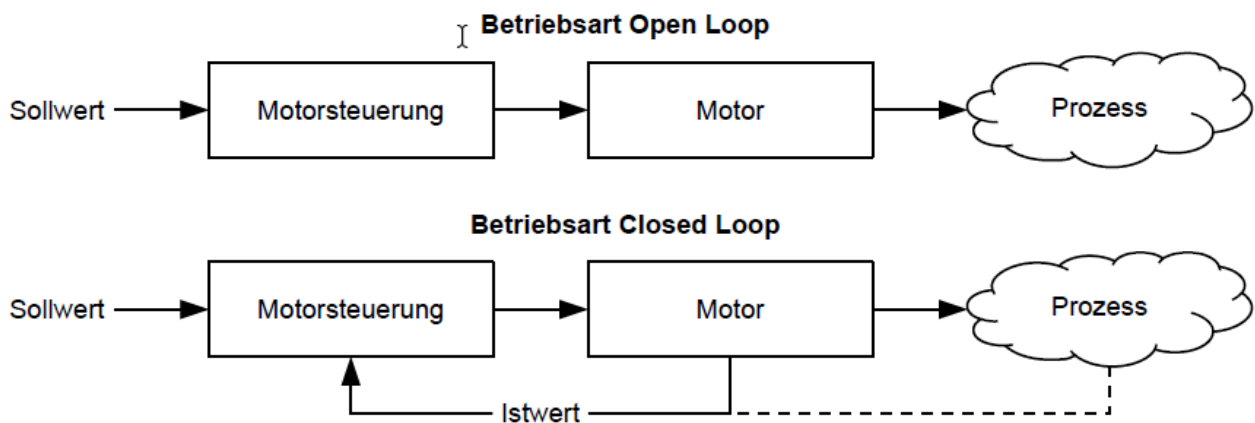 Betriebsart Open Loop
Sollwert
Motorsteuerung
Motor
Prozess
Betriebsart Closed Loop
Sollwert
Motorsteuerung
Motor
Prozess
Istwert